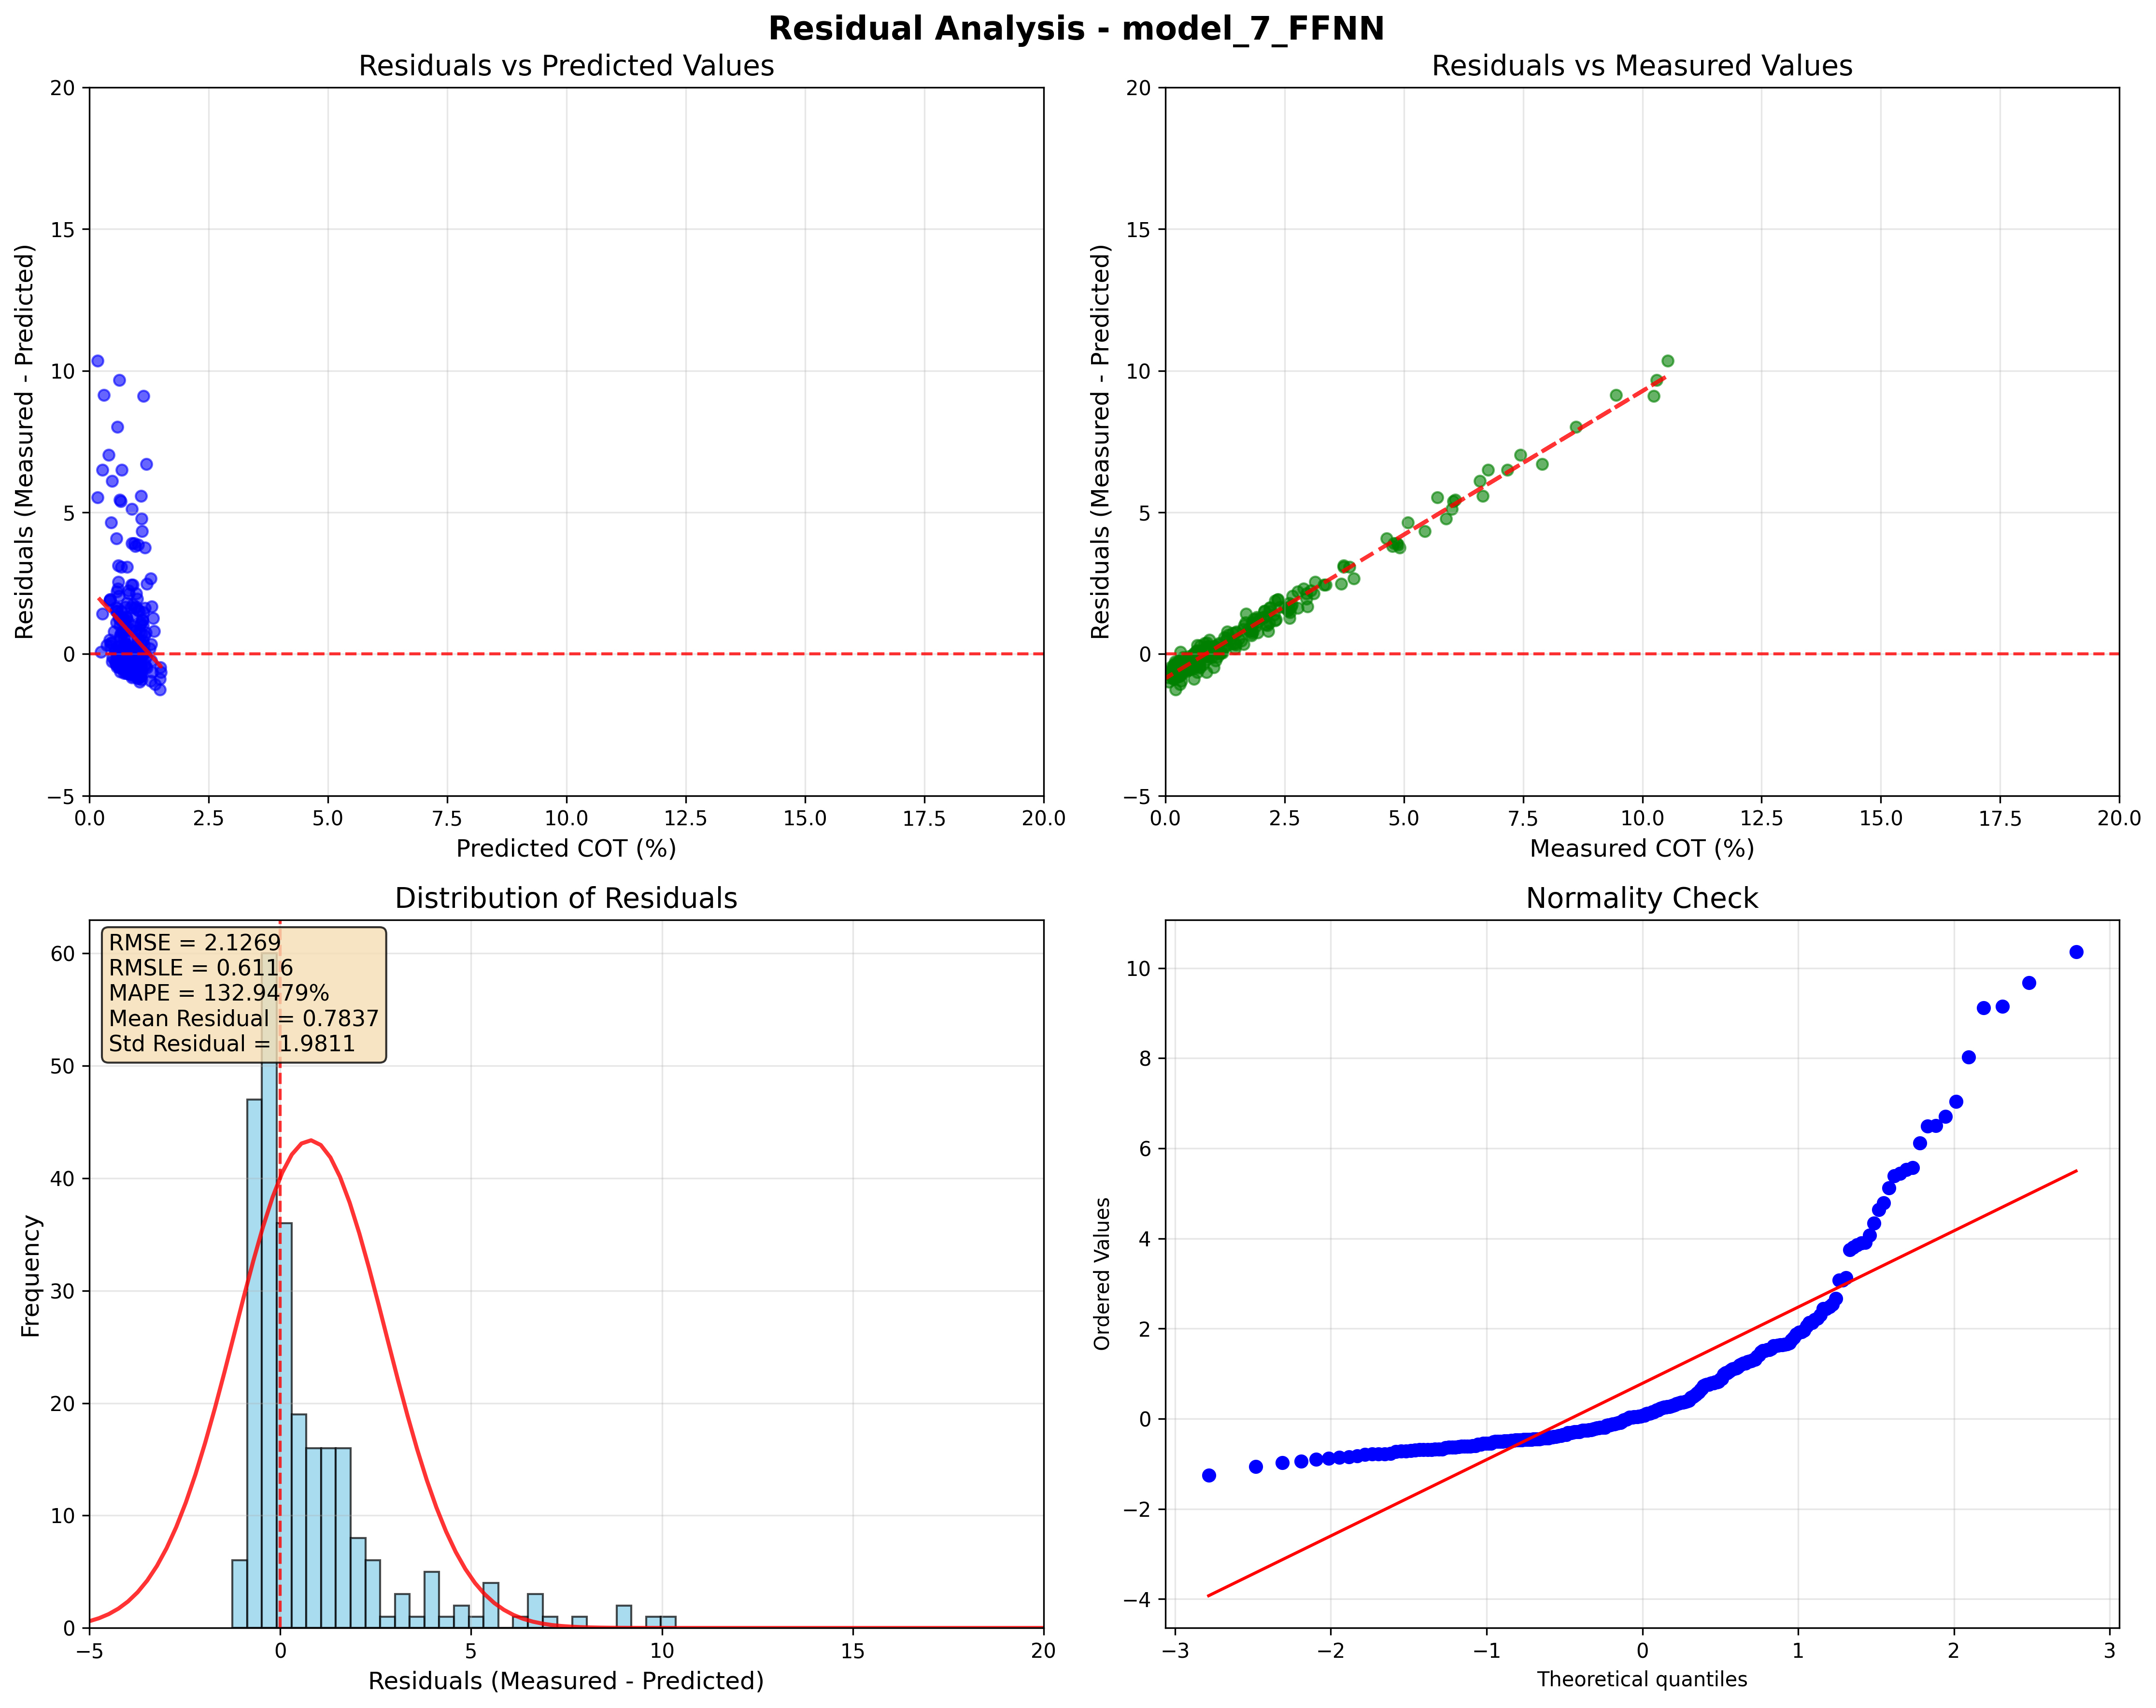 Residual Analysis - model_7_FFNN
Residuals vs Predicted Values
20
15
10
5
0
−5
0.0 2.5 5.0 7.5 10.0 12.5 15.0 17.5 20.0
Residuals (Measured - Predicted)
Predicted COT (%)
Residuals vs Measured Values
20
15
10
5
0
−5
0.0 2.5 5.0 7.5 10.0 12.5 15.0 17.5 20.0
Residuals (Measured - Predicted)
Measured COT (%)
Distribution of Residuals
RMSE = 2.1269
RMSLE = 0.6116
MAPE = 132.9479%
Mean Residual = 0.7837
Std Residual = 1.9811
60
50
40
30
20
10
0
−5 0 5 10 15 20
Frequency
Residuals (Measured - Predicted)
Normality Check
10
8
6
4
2
0
−2
−4
−3 −2 −1 0 1 2 3
Ordered Values
Theoretical quantiles